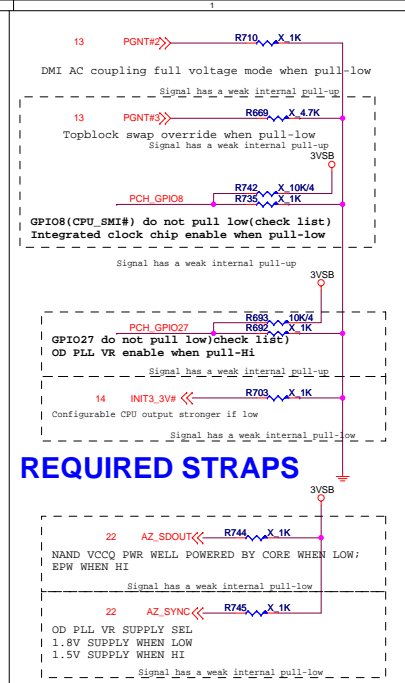 1
13 PGNT#2 R710 X_1K
DMI AC coupling full voltage mode when pull-low
Signal has a weak internal pull-up
13 PGNT#3 R669 X_4.7K
Topblock swap override when pull-low
Signal has a weak internal pull-up
3VSB
R742 X_10K/4
PCH_GPIO8 R735 X_1K
GPIO8(CPU_SMI#) do not pull low(check list)
Integrated clock chip enable when pull-low
Signal has a weak internal pull-up
3VSB
R693 10K/4
PCH_GPIO27 R692 X_1K
GPIO27 do not pull low)check list)
OD PLL VR enable when pull-Hi
Signal has a weak internal pull-up
14 INIT3_3V# R703 X_1K
Configurable CPU output stronger if low
Signal has a weak internal pull-low
REQUIRED STRAPS
3VSB
22 AZ_SDOUT R744 X_1K
NAND VCCQ PWR WELL POWERED BY CORE WHEN LOW;
EPW WHEN HI
Signal has a weak internal pull-low
22 AZ_SYNC R745 X_1K
OD PLL VR SUPPLY SEL
1.8V SUPPLY WHEN LOW
1.5V SUPPLY WHEN HI
Signal has a weak internal pull-low